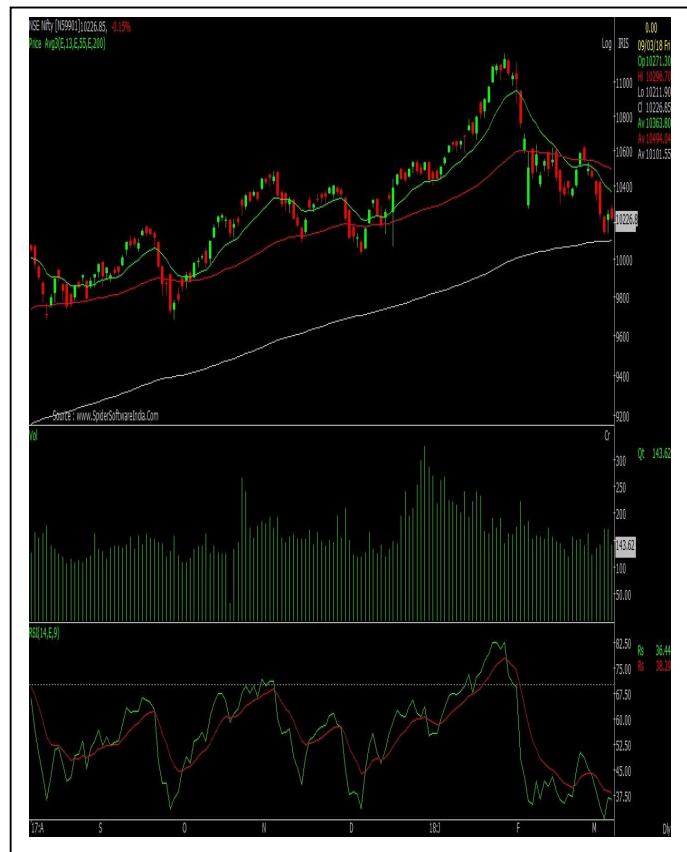 NSE Nifty [N59901]10226.85, -0.15%
Price Avg3(E,13,E,55,E,200)
Log
IRIS
0.00
09/03/18 Fri
Op 10271.30
Hi 10296.70
Lo 10211.90
Cl 10226.85
Av 10363.80
Av 10494.04
Av 10101.55
11000
10800
10600
10400
10226.8
10000
9800
9600
9400
9200
Source : www.SpiderSoftwareInda.Com
Vol
Cr
Qt 143.62
300
250
200
143.62
100
50.00
RSI(14,E,9)
Rs 36.44
Rs 38.29
82.50
75.00
67.50
60.00
52.50
45.00
37.50
17:A S O N D 18:J F M Dly